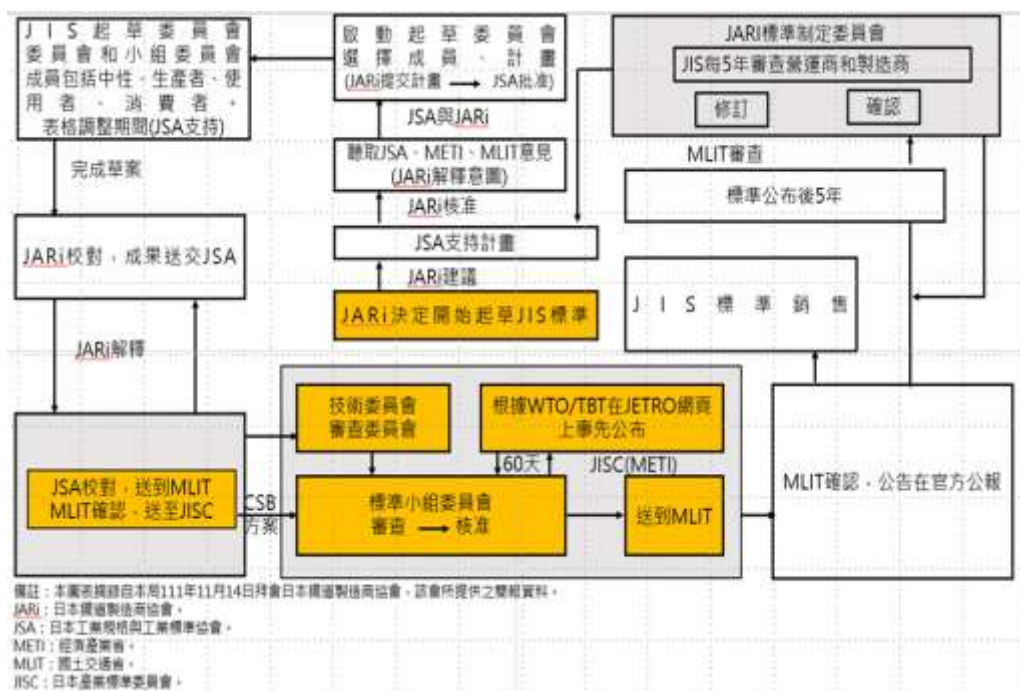 JIS起草委員會
委員會和小組委員會
成員包括中性、生產者、使
用者、消費者。
表格調整期間(JSA支持)
完成草案
JARi校對，成果送交JSA
JARi解釋
JSA校對，送到MLIT
MLIT確認，送至JISC
啟動起草委員會
選擇成員、計畫
(JARi提交計畫 → JSA批准)
JSA與JARi
聽取JSA、METI、MLIT意見
(JARi解釋意圖)
JARi核准
JSA支持計畫
JARi建議
JARi決定開始起草JIS標準
JARI標準制定委員會
JIS每5年審查營運商和製造商
修訂
確認
MLIT審查
標準公布後5年
JIS標準銷售
技術委員會
審查委員會
根據WTO/TBT在JETRO網頁
上事先公布
60天
JISC(METI)
CSB
方案
標準小組委員會
審查 → 核准
送到MLIT
MLIT確認，公告在官方公報
備註：本圖表摘錄自本局111年11月14日拜會日本鐵道製造商協會，該會所提供之簡報資料。
JARi：日本鐵道製造商協會。
JSA：日本工業規格與工業標準協會。
METI：經濟產業省。
MLIT：國土交通省。
JISC：日本產業標準委員會。